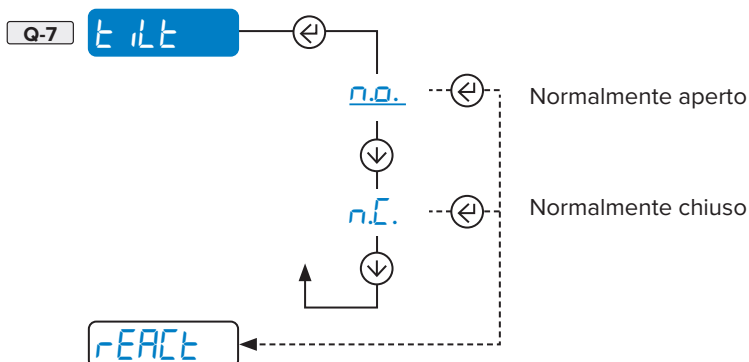 Q-7 tiLt
n.o. Normalmente aperto
n.C. Normalmente chiuso
rEACt